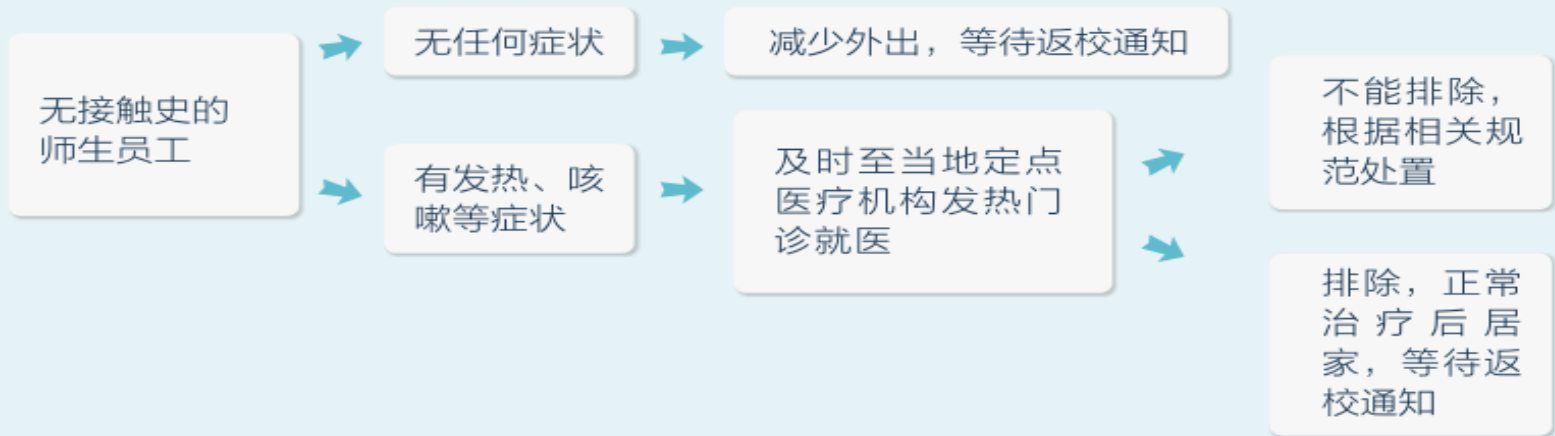 无接触史的
师生员工
无任何症状
减少外出，等待返校通知
有发热、咳
嗽等症状
及时至当地定点
医疗机构发热门
诊就医
不能排除，
根据相关规
范处置
排除，正常
治疗后居
家，等待返
校通知